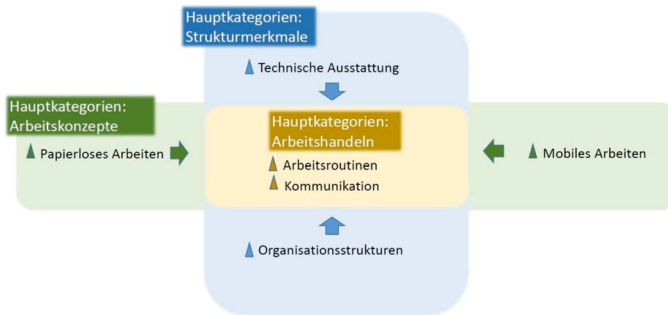 Hauptkategorien:
Strukturmerkmale
Technische Ausstattung
Hauptkategorien:
Arbeitskonzepte
Papierloses Arbeiten
Hauptkategorien:
Arbeitshandeln
Arbeitsroutinen
Kommunikation
Mobiles Arbeiten
Organisationsstrukturen